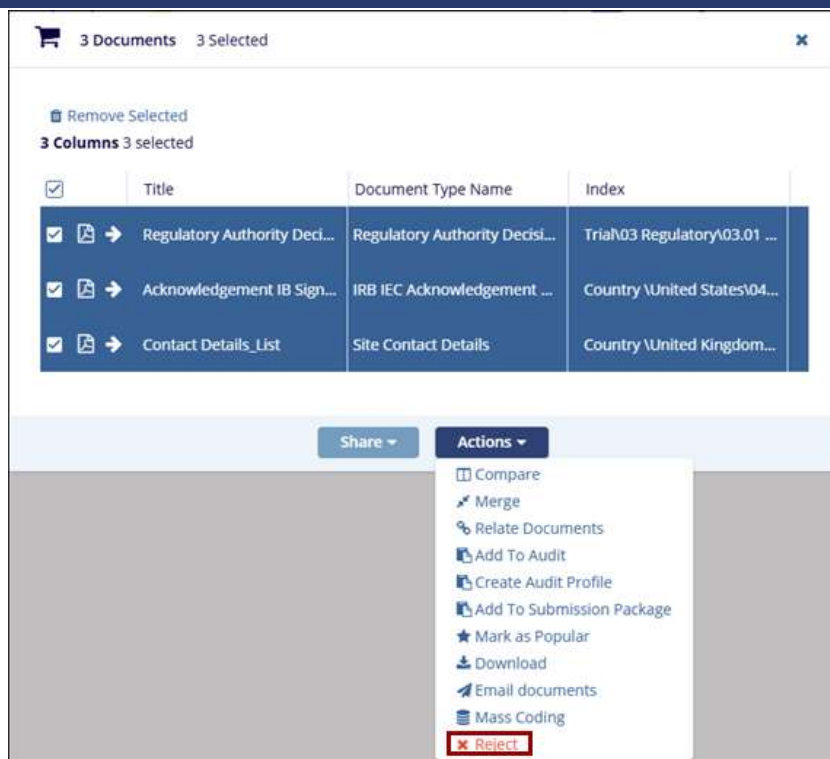 3 Documents 3 Selected
Remove Selected
3 Columns 3 selected
Title Document Type Name Index
Regulatory Authority Deci... Regulatory Authority Decisi... Trial\03 Regulatory\03.01 ...
Acknowledgement IB Sign... IRB IEC Acknowledgement ... Country \United States\04...
Contact Details_List Site Contact Details Country \United Kingdom...
Share Actions
Compare
Merge
Relate Documents
Add To Audit
Create Audit Profile
Add To Submission Package
Mark as Popular
Download
Email documents
Mass Coding
Reject